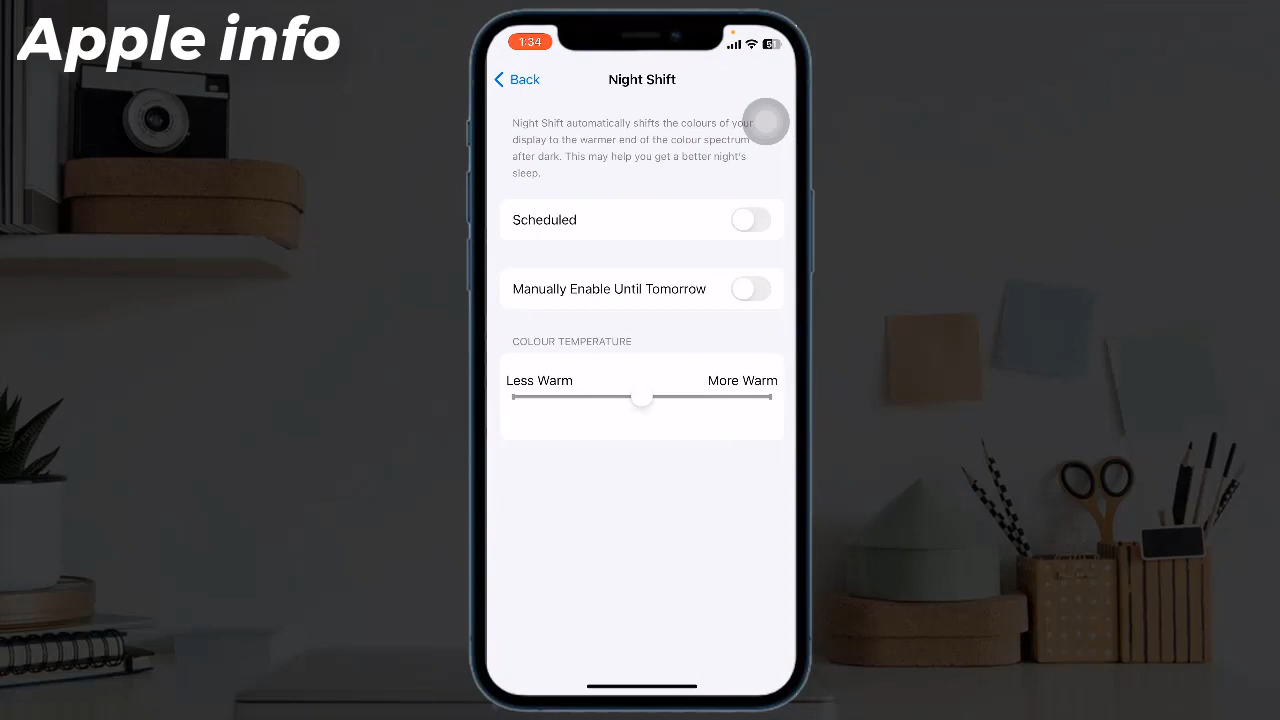 Apple info
1:34
Back
Night Shift
Night Shift automatically shifts the colours of your
display to the warmer end of the colour spectrum
after dark. This may help you get a better night's
sleep.
Scheduled
Manually Enable Until Tomorrow
COLOUR TEMPERATURE
Less Warm
More Warm